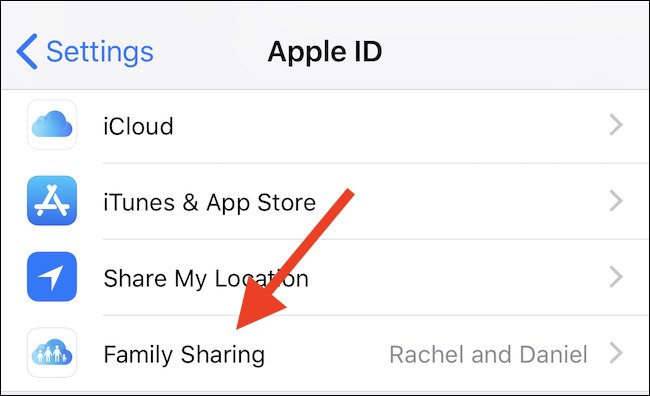 Settings
Apple ID
iCloud
iTunes & App Store
Share My Location
Family Sharing Rachel and Daniel